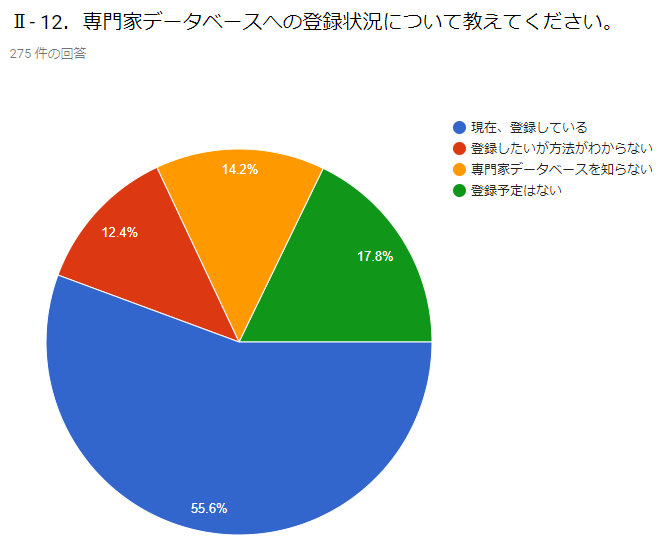 Ⅱ- 12．専門家データベースへの登録状況について教えてください。
275 件の回答
現在、登録している
登録したいが方法がわからない
専門家データベースを知らない
登録予定はない
14.2%
12.4%
17.8%
55.6%